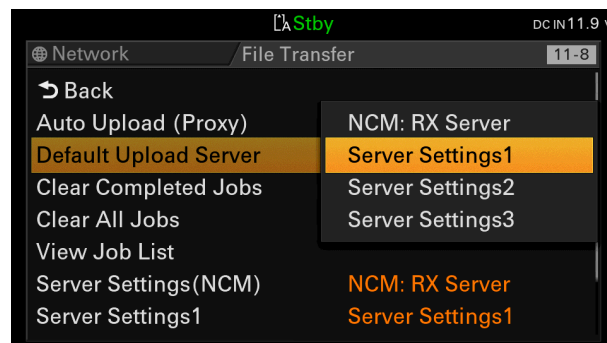 A Stby DC IN 11.9 V
Network File Transfer 11-8
Back
Auto Upload (Proxy) NCM: RX Server
Default Upload Server Server Settings1
Clear Completed Jobs Server Settings2
Clear All Jobs Server Settings3
View Job List
Server Settings(NCM) NCM: RX Server
Server Settings1 Server Settings1